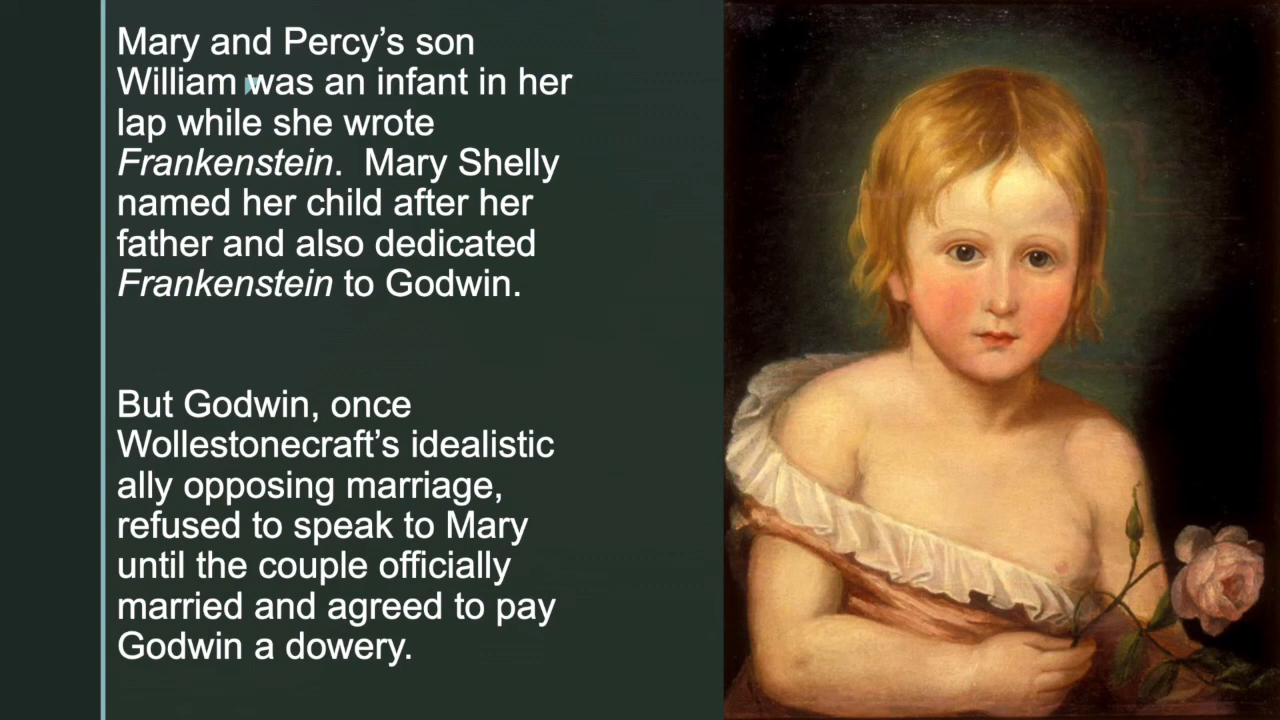 Mary and Percy’s son
William was an infant in her
lap while she wrote
Frankenstein.  Mary Shelly
named her child after her
father and also dedicated
Frankenstein to Godwin.
But Godwin, once
Wollestonecraft’s idealistic
ally opposing marriage,
refused to speak to Mary
until the couple officially
married and agreed to pay
Godwin a dowery.